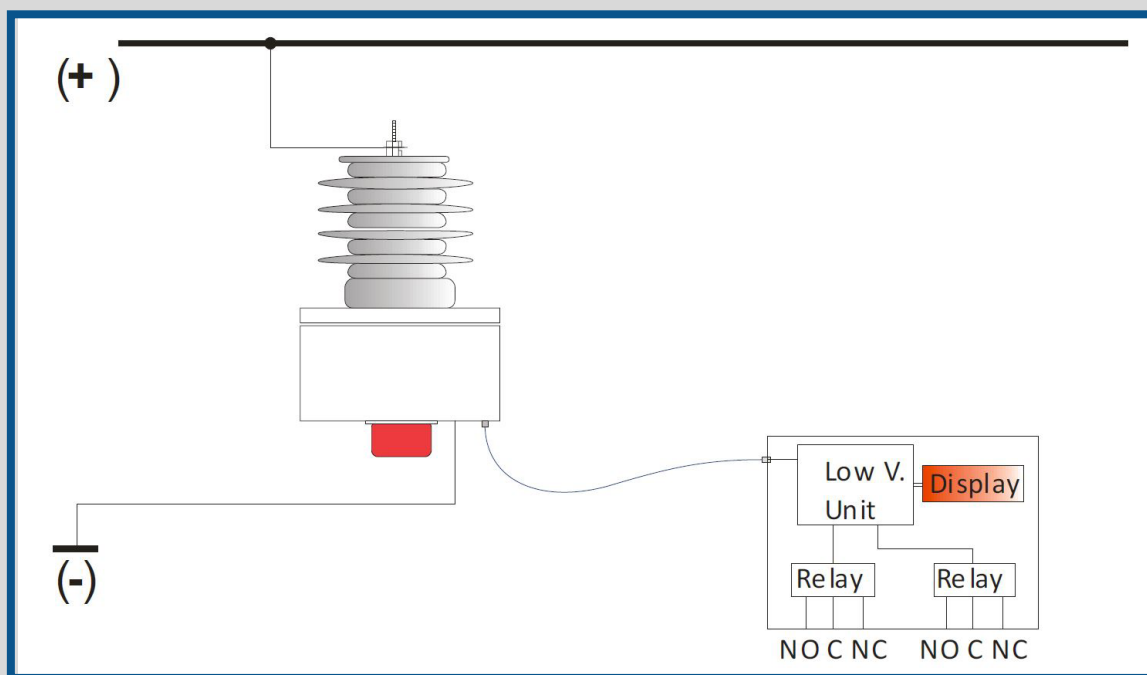 (+ )
Low V.
Unit
Display
Relay
Relay
NO C NC
NO C NC
(-)